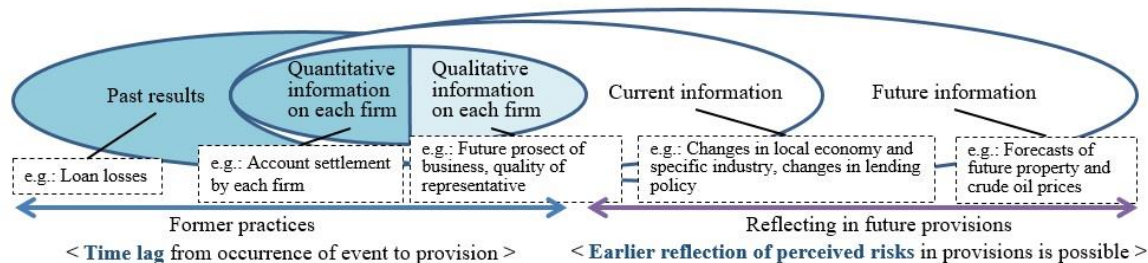 Past results
Quantitative
information
on each firm
Qualitative
information
on each firm
Current information
Future information
e.g.: Loan losses
e.g.: Account settlement
by each firm
e.g.: Future prosect of
business, quality of
representative
e.g.: Changes in local economy and
specific industry, changes in lending
policy
e.g.: Forecasts of
future property and
crude oil prices
Former practices
Reflecting in future provisions
< Time lag from occurrence of event to provision >
< Earlier reflection of perceived risks in provisions is possible >